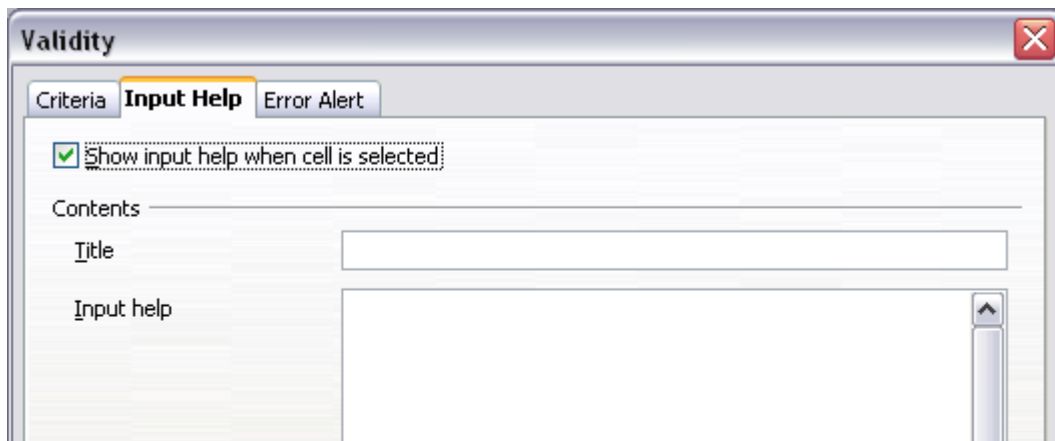 Validity
Criteria Input Help Error Alert
Show input help when cell is selected
Contents
Title
Input help